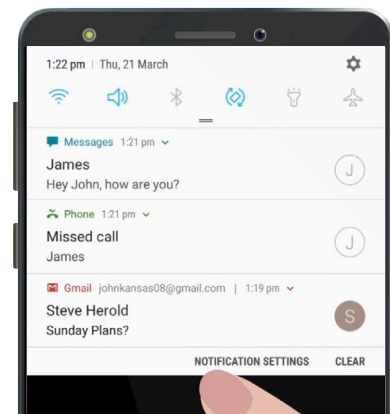 1:22 pm | Thu, 21 March
Messages 1:21 pm
James
J
Hey John, how are you?
Phone 1:21 pm
Missed call
J
James
Gmail johnkansas08@gmail.com | 1:19 pm
Steve Herold
S
Sunday Plans?
NOTIFICATION SETTINGS CLEAR